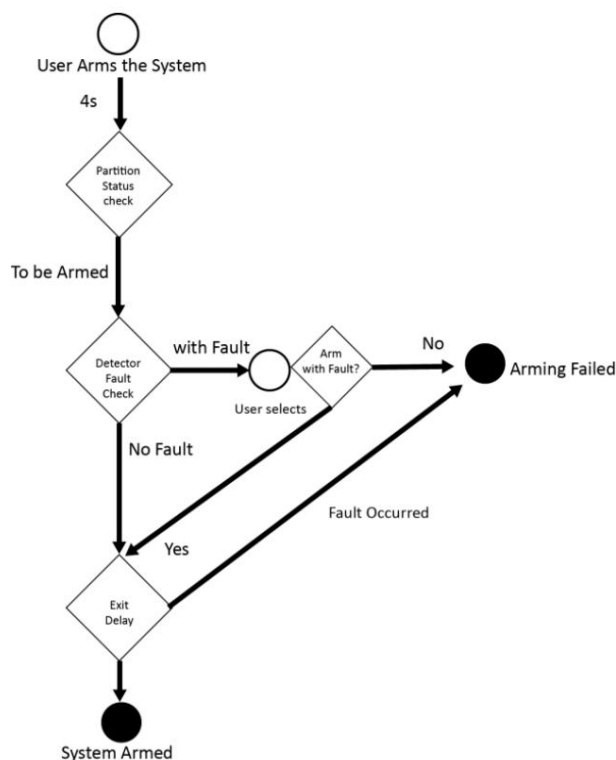 User Arms the System
4s
Partition
Status
check
To be Armed
Detector
Fault
Check
with Fault
User selects
Arm
with Fault?
No
Arming Failed
No Fault
Yes
Fault Occurred
Exit
Delay
System Armed